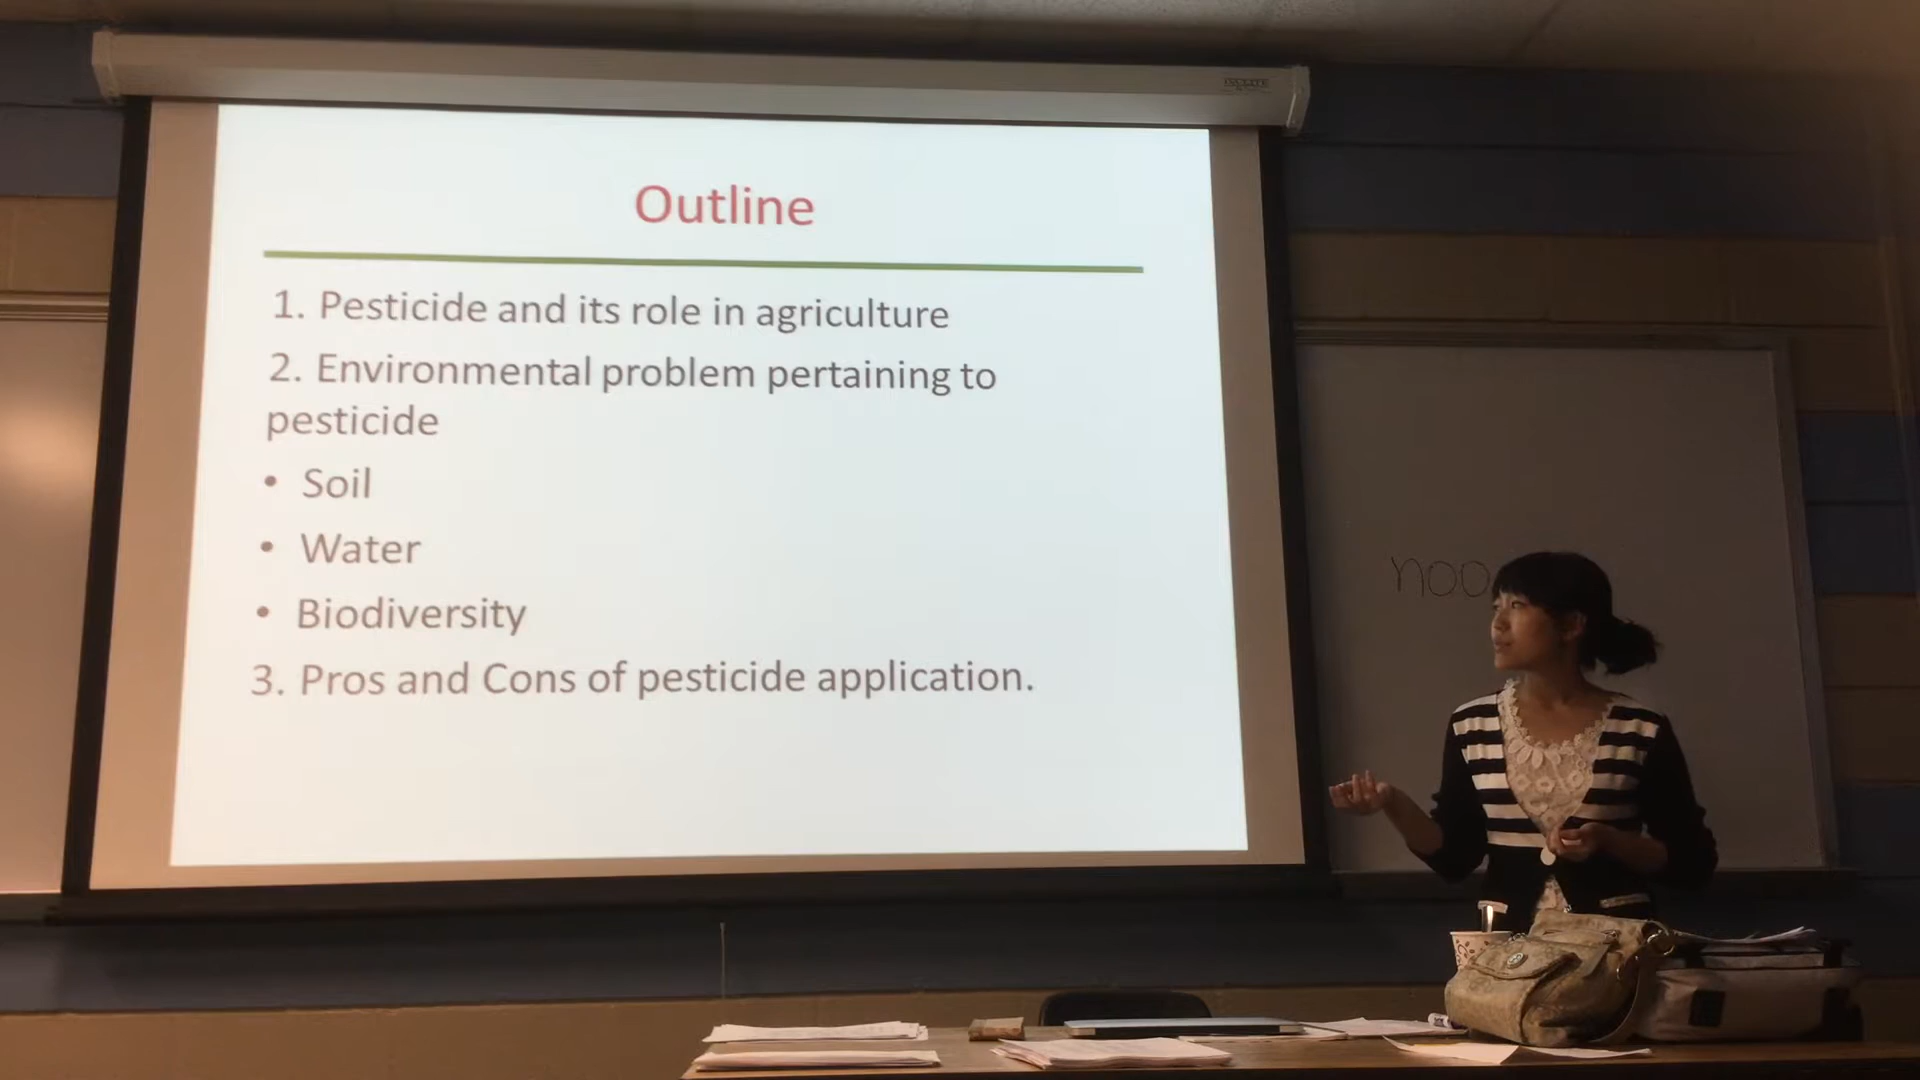 Outline
1. Pesticide and its role in agriculture
2. Environmental problem pertaining to
pesticide
• Soil
• Water
• Biodiversity
3. Pros and Cons of pesticide application.
noo